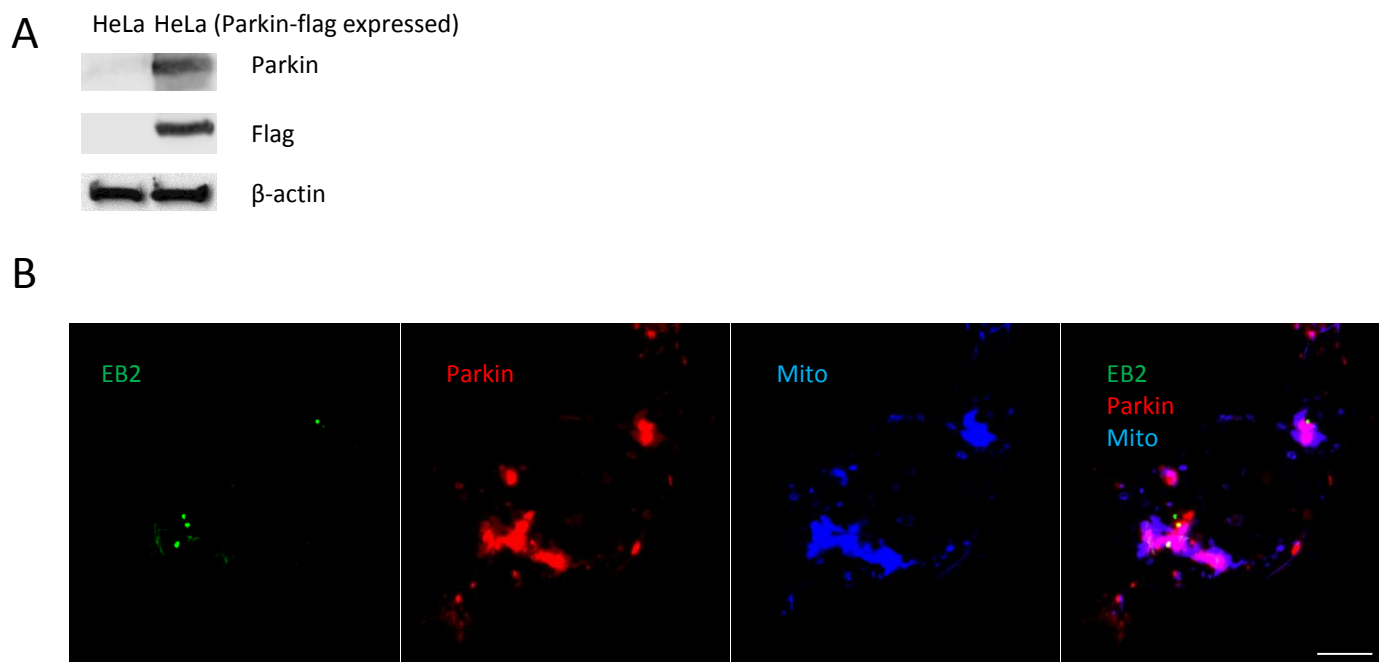 A
HeLa HeLa (Parkin-flag expressed)
Parkin
Flag
β-actin
B
EB2
Parkin
Mito
EB2
Parkin
Mito